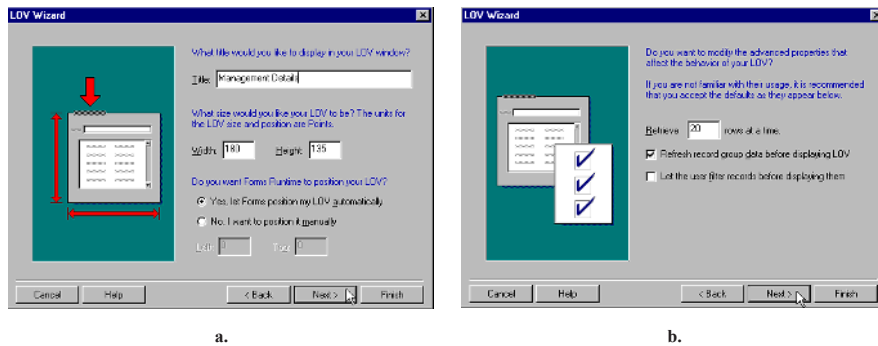 LOV Wizard
What title would you like to display in your LOV window?
Title: Management Details
What size would you like your LOV to be? The units for
the LOV size and position are Points.
Width: 180 Height: 135
Do you want Forms Runtime to position your LOV?
Yes, let Forms position my LOV automatically
No, I want to position it manually
Left: 0 Top: 0
Cancel Help < Back Next > Finish
a.
LOV Wizard
Do you want to modify the advanced properties that
affect the behavior of your LOV?
If you are not familiar with their usage, it is recommended
that you accept the defaults as they appear below.
Retrieve 20 rows at a time.
Refresh record group data before displaying LOV
Let the user filter records before displaying them
Cancel Help < Back Next > Finish
b.